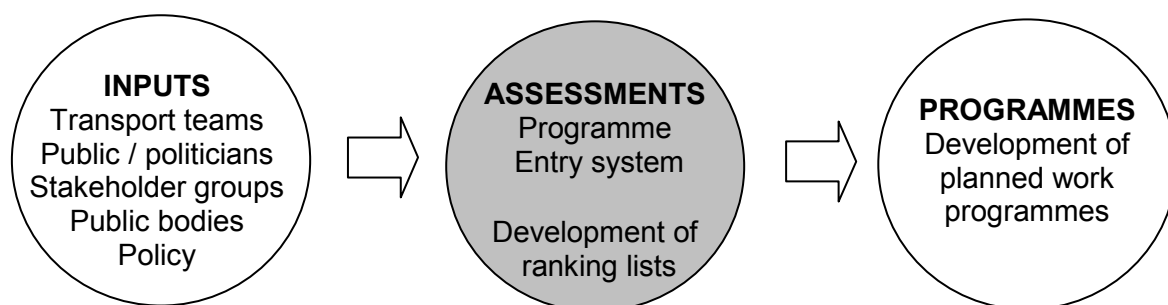 INPUTS
Transport teams
Public / politicians
Stakeholder groups
Public bodies
Policy
ASSESSMENTS
Programme
Entry system
Development of
ranking lists
PROGRAMMES
Development of
planned work
programmes